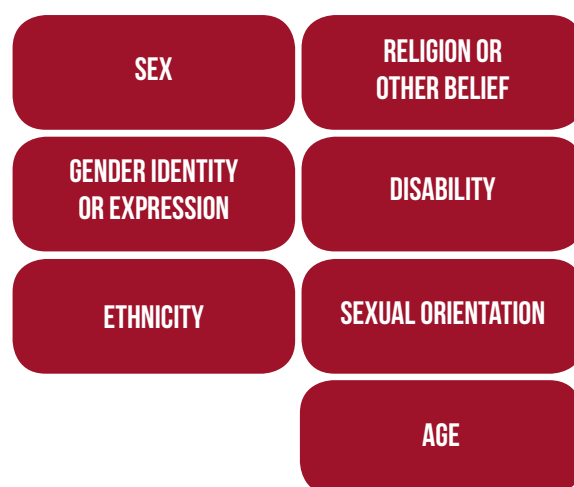 SEX
RELIGION OR
OTHER BELIEF
GENDER IDENTITY
OR EXPRESSION
DISABILITY
ETHNICITY
SEXUAL ORIENTATION
AGE